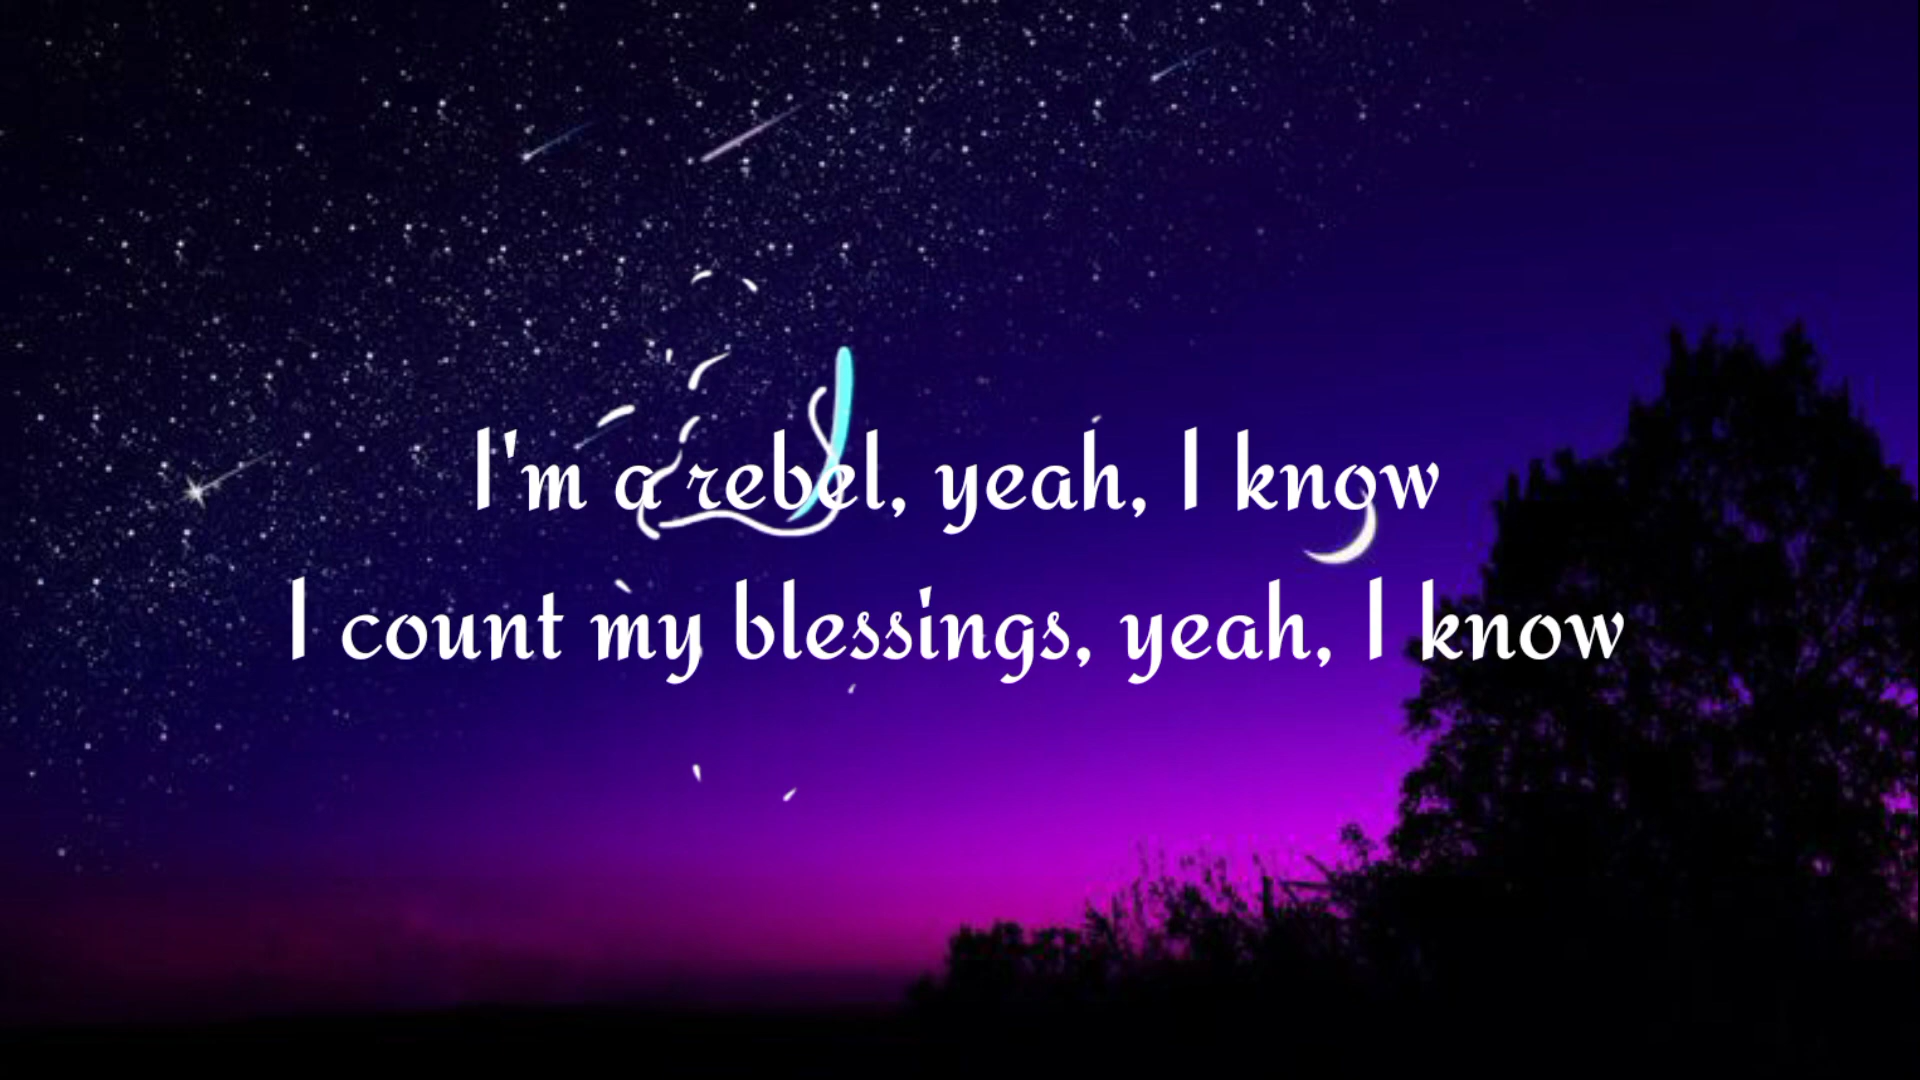 I'm a rebel, yeah, I know
I count my blessings, yeah, I know